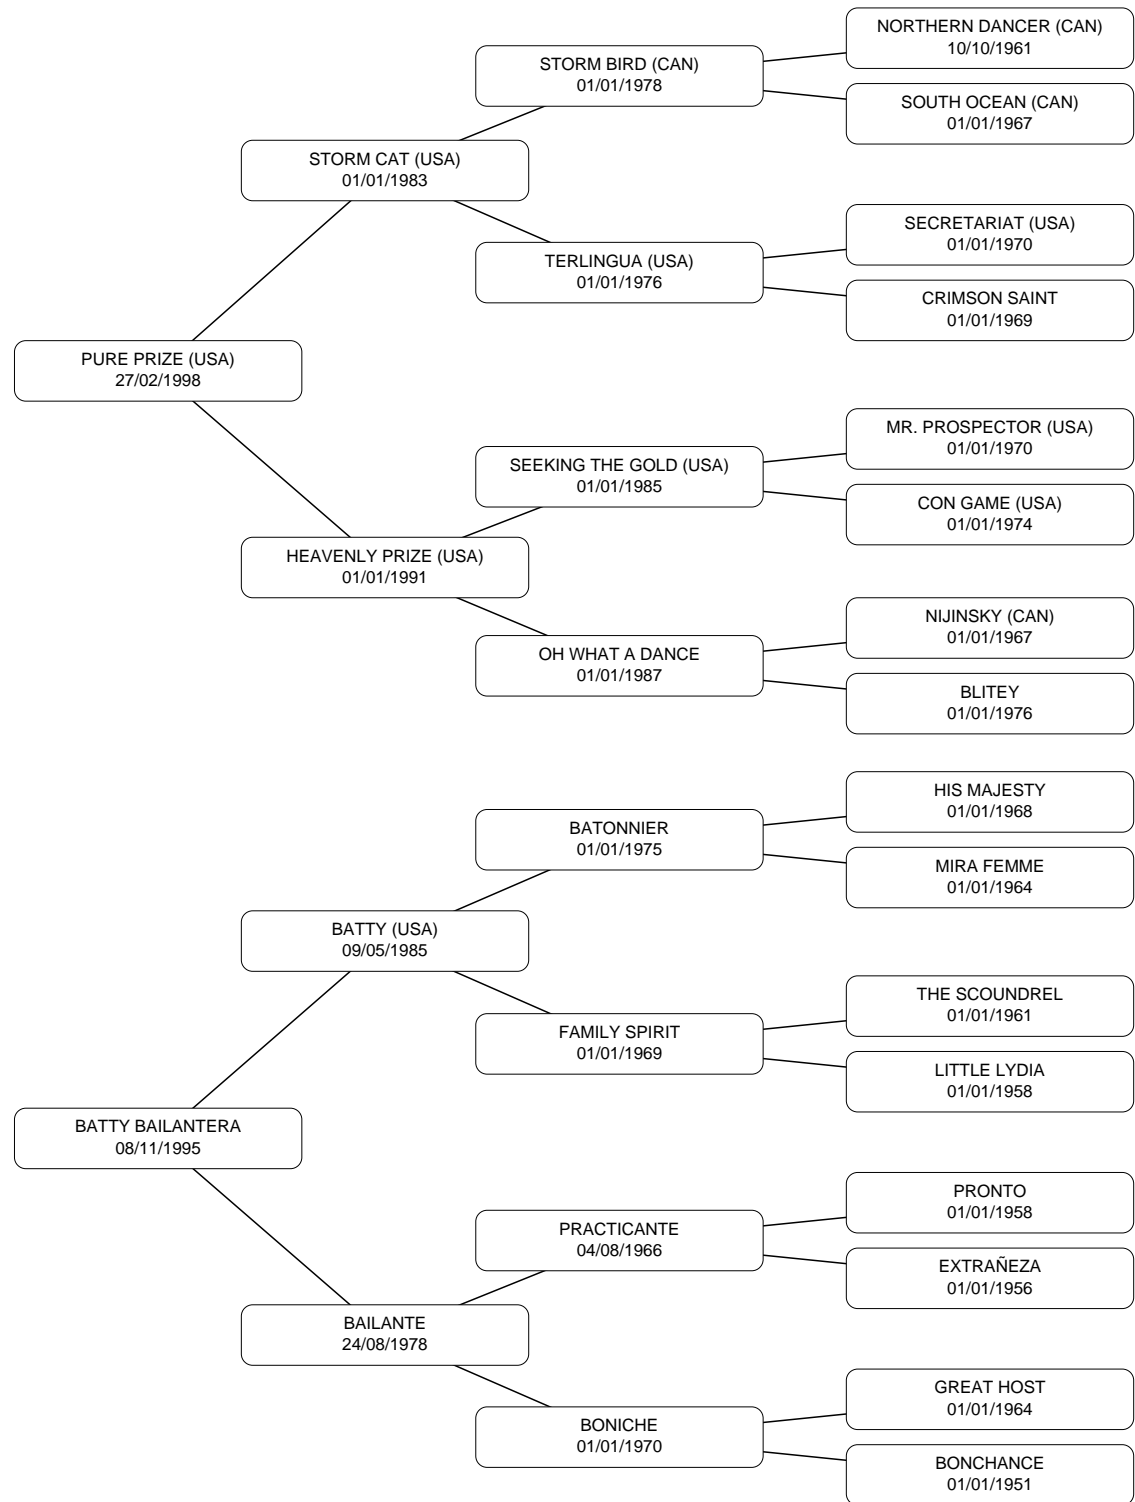 NORTHERN DANCER (CAN)
10/10/1961
STORM BIRD (CAN)
01/01/1978
SOUTH OCEAN (CAN)
01/01/1967
STORM CAT (USA)
01/01/1983
SECRETARIAT (USA)
01/01/1970
TERLINGUA (USA)
01/01/1976
CRIMSON SAINT
01/01/1969
PURE PRIZE (USA)
27/02/1998
MR. PROSPECTOR (USA)
01/01/1970
SEEKING THE GOLD (USA)
01/01/1985
CON GAME (USA)
01/01/1974
HEAVENLY PRIZE (USA)
01/01/1991
NIJINSKY (CAN)
01/01/1967
OH WHAT A DANCE
01/01/1987
BLITEY
01/01/1976
HIS MAJESTY
01/01/1968
BATONNIER
01/01/1975
MIRA FEMME
01/01/1964
BATTY (USA)
09/05/1985
THE SCOUNDREL
01/01/1961
FAMILY SPIRIT
01/01/1969
LITTLE LYDIA
01/01/1958
BATTY BAILANTERA
08/11/1995
PRONTO
01/01/1958
PRACTICANTE
04/08/1966
EXTRAÑEZA
01/01/1956
BAILANTE
24/08/1978
GREAT HOST
01/01/1964
BONICHE
01/01/1970
BONCHANCE
01/01/1951